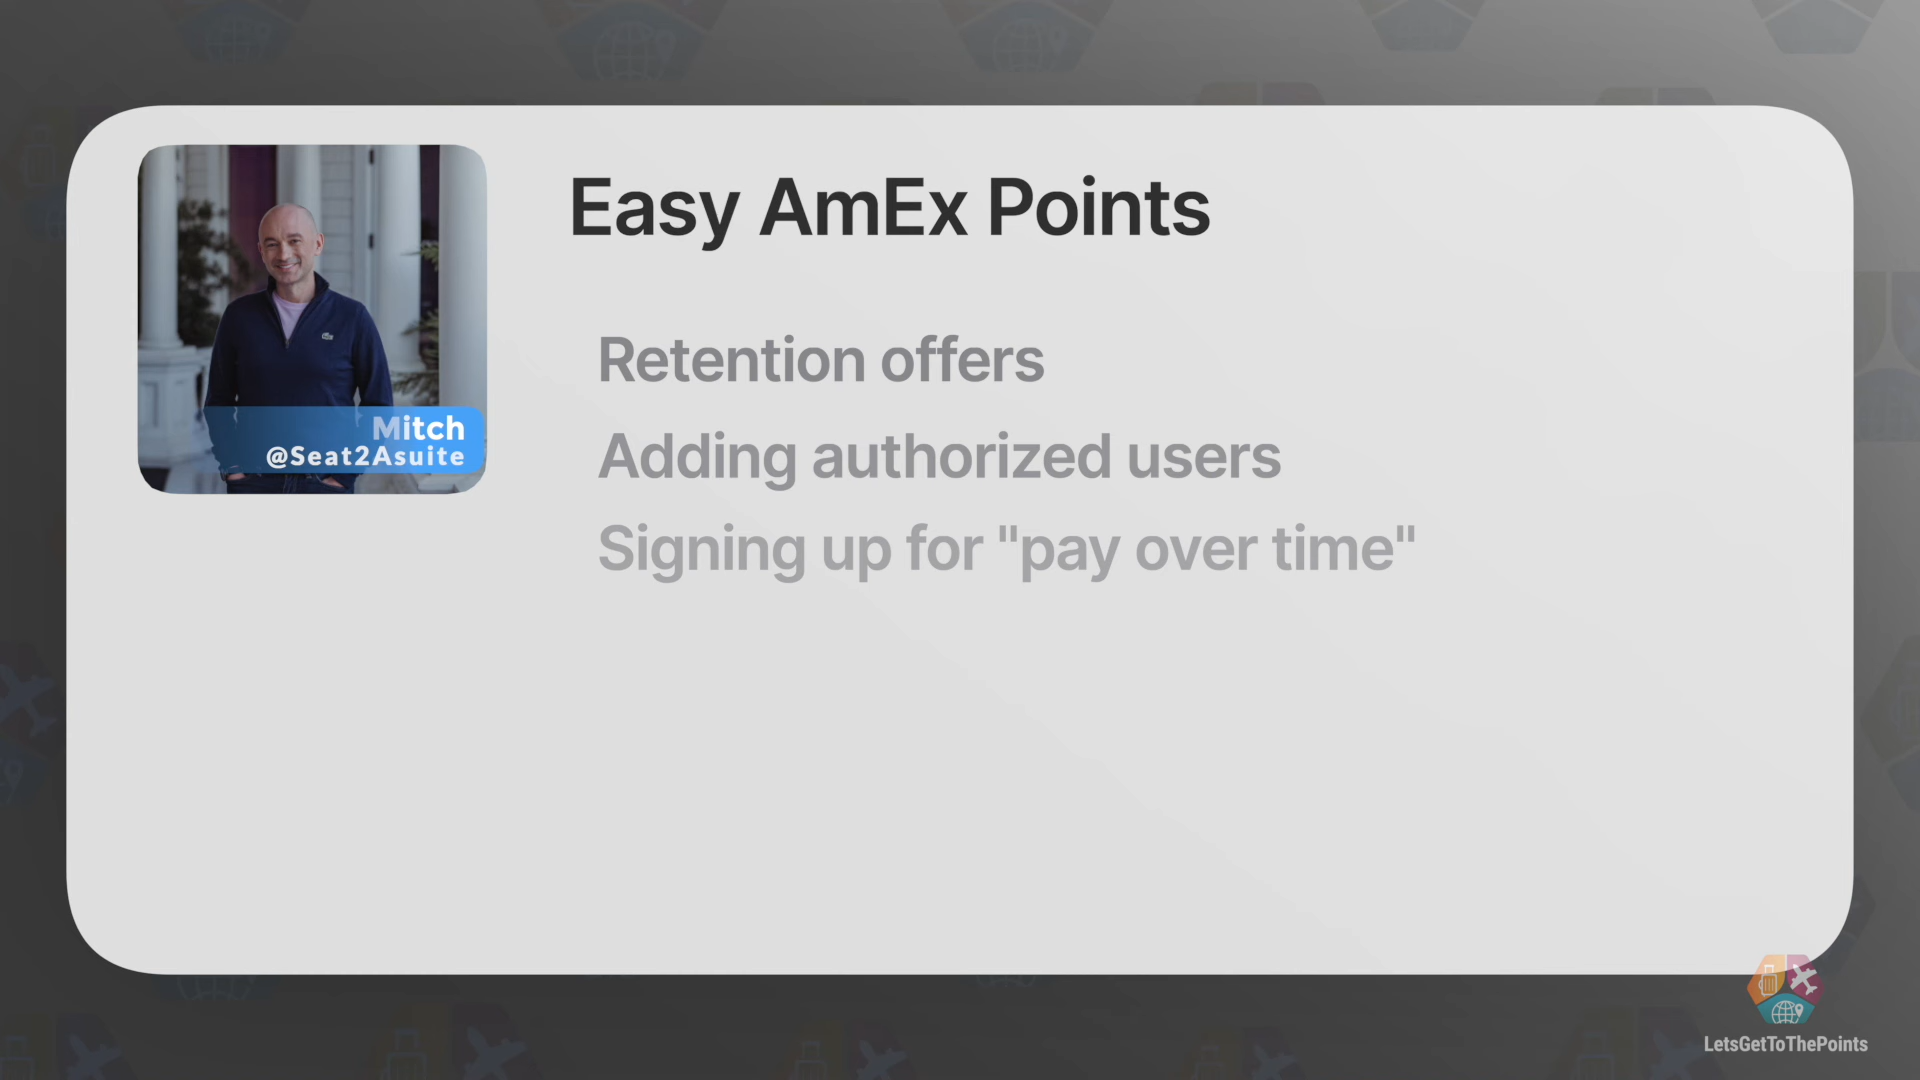 Easy AmEx Points
Retention offers
Adding authorized users
Signing up for "pay over time"
Mitch
@Seat2Asuite
LetsGetToThePoints